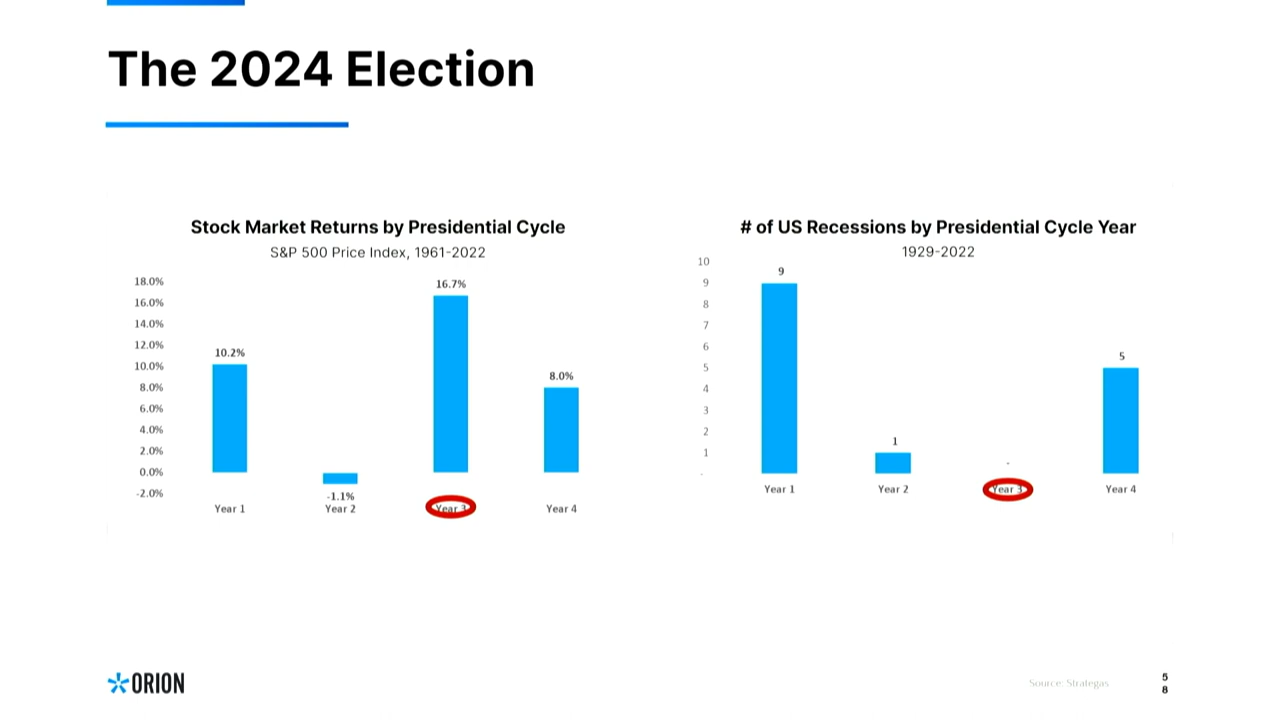 The 2024 Election
Stock Market Returns by Presidential Cycle
S&P 500 Price Index, 1961-2022
18.0%
16.0%
14.0%
12.0%
10.0%
8.0%
6.0%
4.0%
2.0%
0.0%
-2.0%
10.2%
-1.1%
16.7%
8.0%
Year 1
Year 2
Year 3
Year 4
# of US Recessions by Presidential Cycle Year
1929-2022
10
9
8
7
6
5
4
3
2
1
-
9
1
-
5
Year 1
Year 2
Year 3
Year 4
ORION
Source: Strategas
5
8